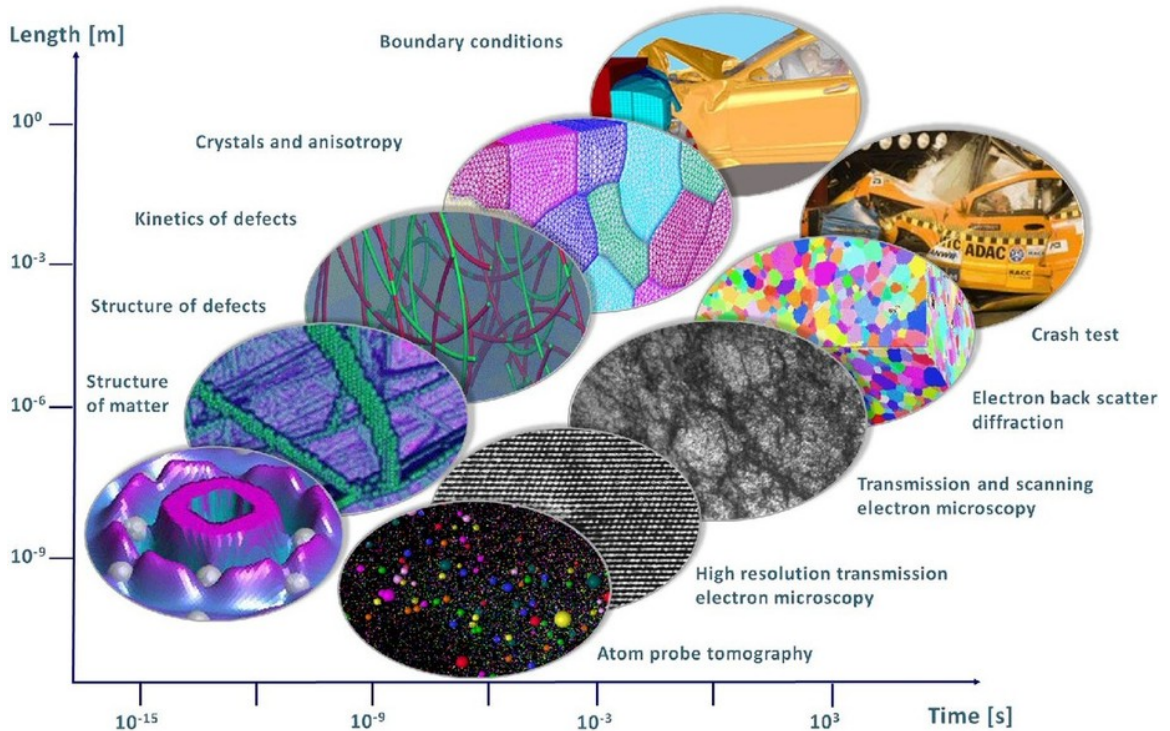 Length [m]
Boundary conditions
10⁰
Crystals and anisotropy
Kinetics of defects
10⁻³
ADAC
RACC
Structure of defects
Crash test
Structure
of matter
10⁻⁶
Electron back scatter
diffraction
Transmission and scanning
electron microscopy
10⁻⁹
High resolution transmission
electron microscopy
Atom probe tomography
10⁻¹⁵
10⁻⁹
10⁻³
10³
Time [s]